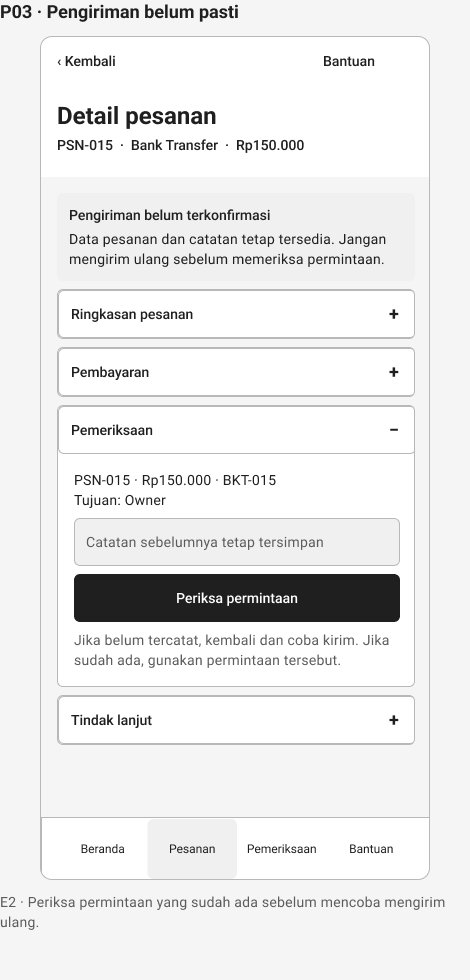 P03 · Pengiriman belum pasti
‹ Kembali
Bantuan
Detail pesanan
PSN-015 · Bank Transfer · Rp150.000
Pengiriman belum terkonfirmasi
Data pesanan dan catatan tetap tersedia. Jangan
mengirim ulang sebelum memeriksa permintaan.
Ringkasan pesanan +
Pembayaran +
Pemeriksaan −
PSN-015 · Rp150.000 · BKT-015
Tujuan: Owner
Catatan sebelumnya tetap tersimpan
Periksa permintaan
Jika belum tercatat, kembali dan coba kirim. Jika
sudah ada, gunakan permintaan tersebut.
Tindak lanjut +
Beranda
Pesanan
Pemeriksaan
Bantuan
E2 · Periksa permintaan yang sudah ada sebelum mencoba mengirim
ulang.